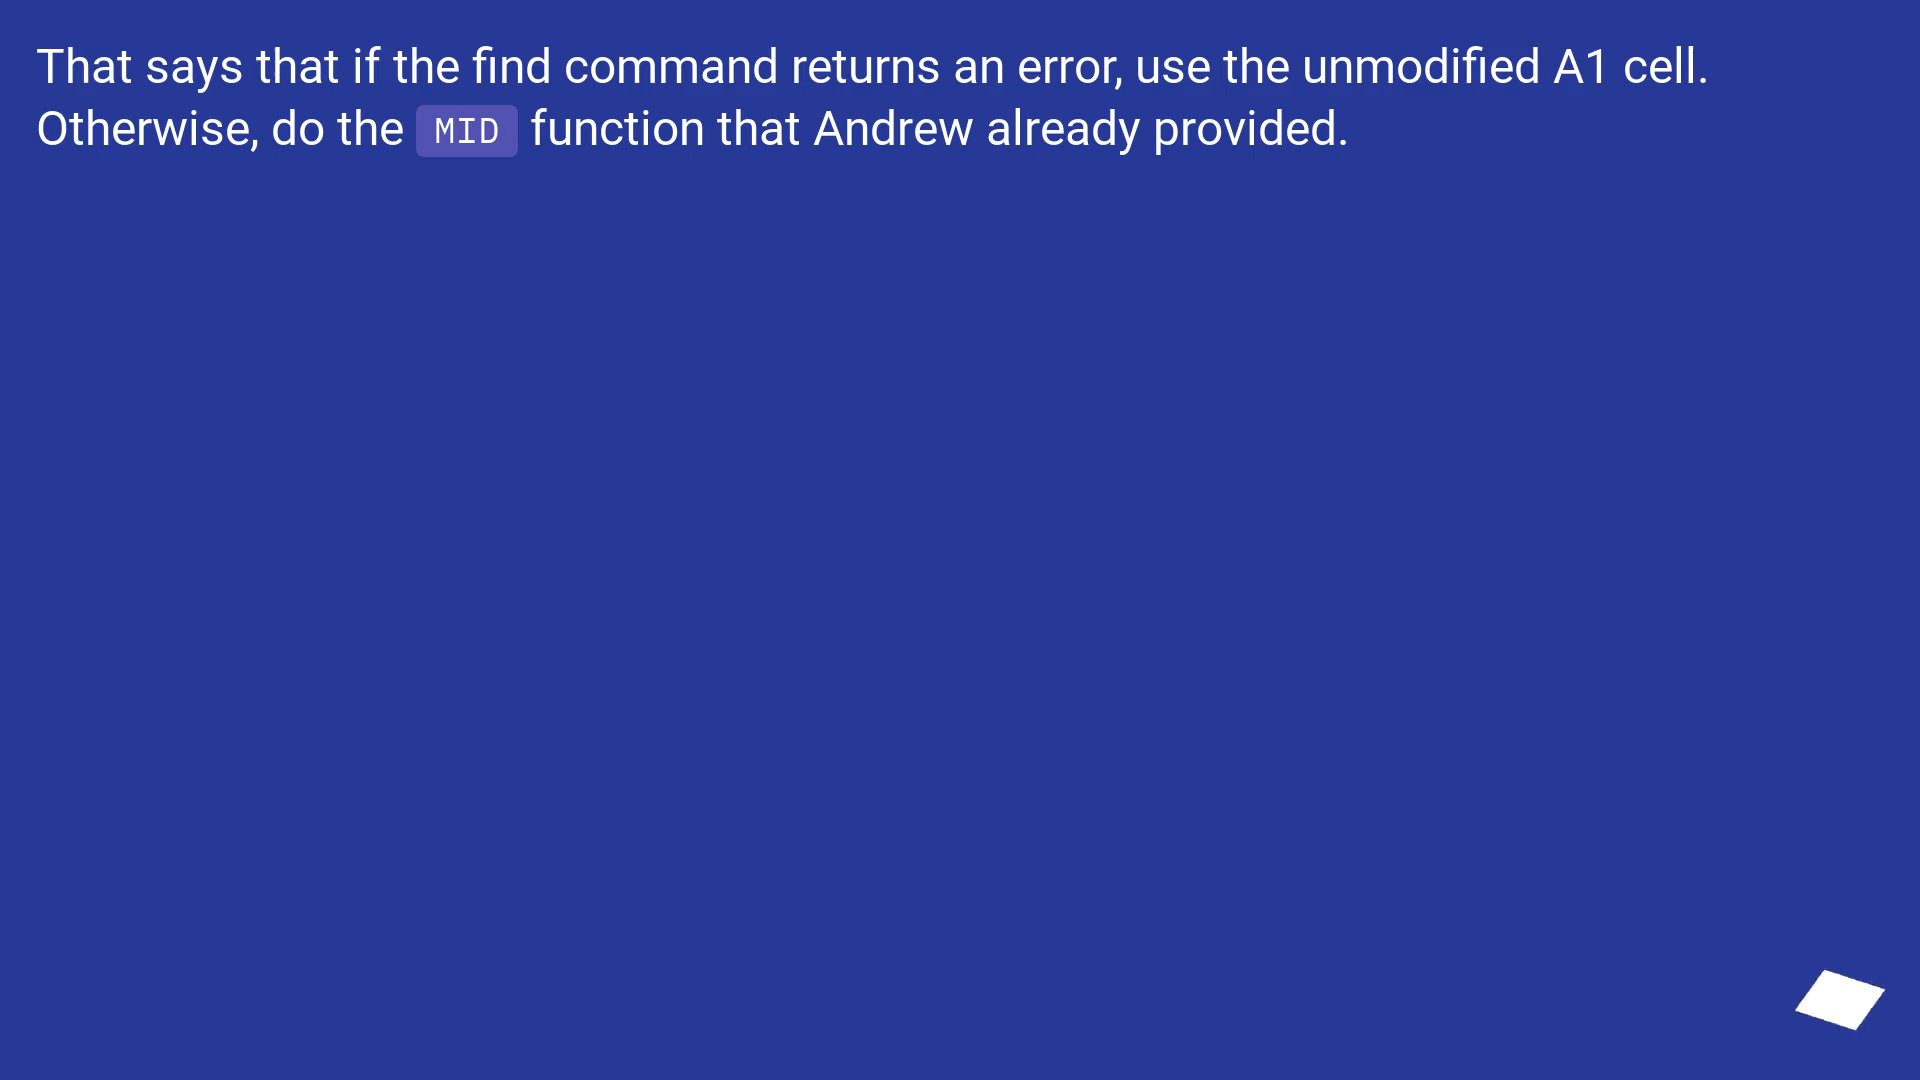 That says that if the find command returns an error, use the unmodified A1 cell.
Otherwise, do the MID function that Andrew already provided.